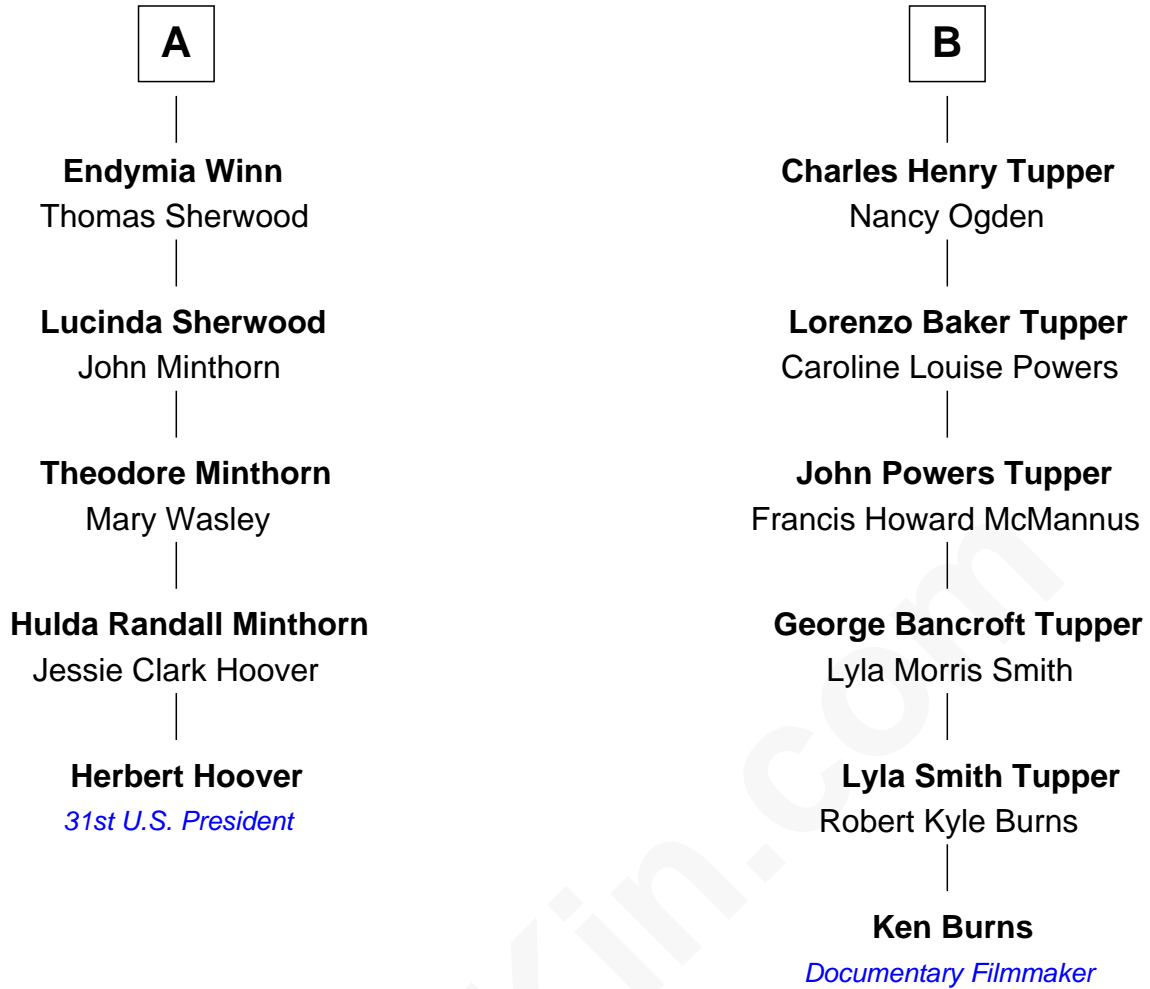 A
Endymia Winn
Thomas Sherwood
Lucinda Sherwood
John Minthorn
Theodore Minthorn
Mary Wasley
Hulda Randall Minthorn
Jessie Clark Hoover
Herbert Hoover
31st U.S. President
B
Charles Henry Tupper
Nancy Ogden
Lorenzo Baker Tupper
Caroline Louise Powers
John Powers Tupper
Francis Howard McMannus
George Bancroft Tupper
Lyla Morris Smith
Lyla Smith Tupper
Robert Kyle Burns
Ken Burns
Documentary Filmmaker
Kin.com